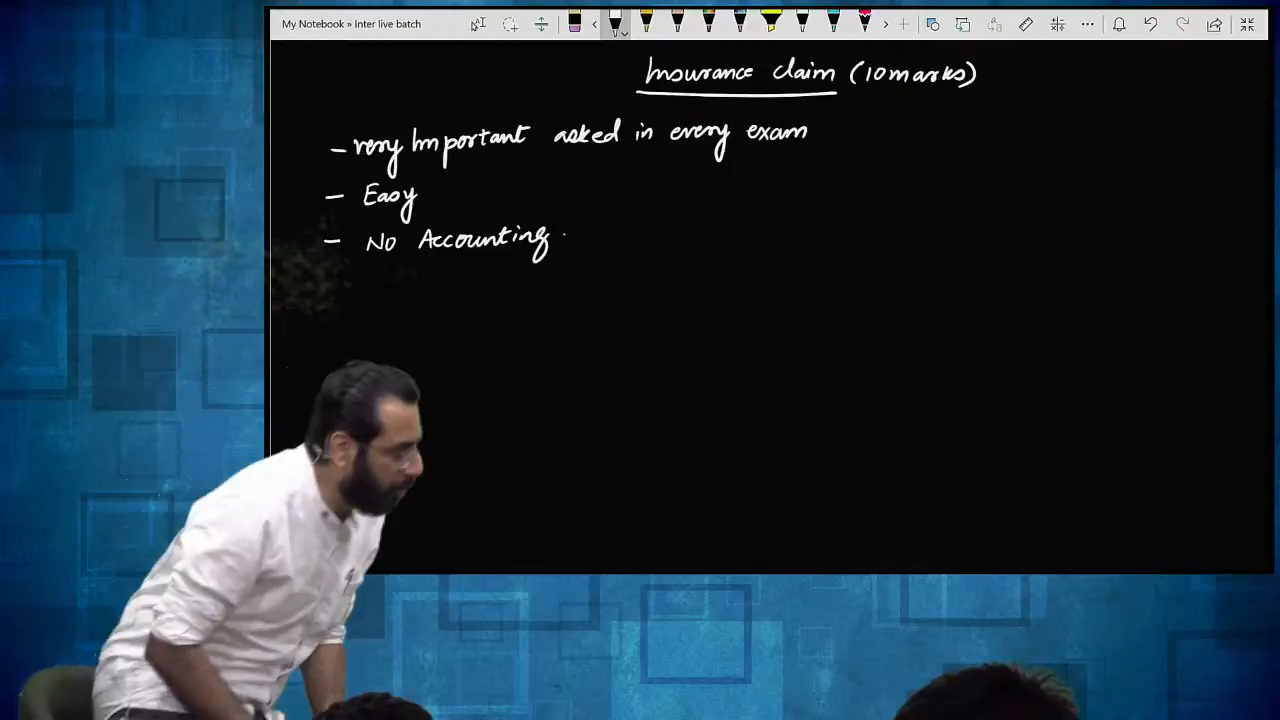 My Notebook » Inter live batch
Insurance claim (10 marks)
- very Important asked in every exam
- Easy
- No Accounting